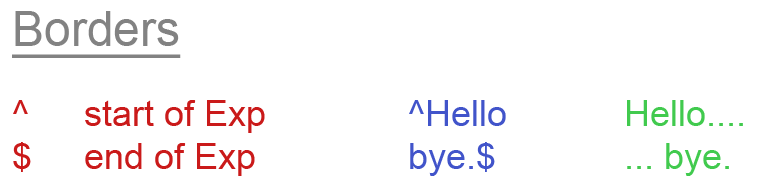 Borders
^ start of Exp ^Hello Hello....
$ end of Exp bye.$ ... bye.